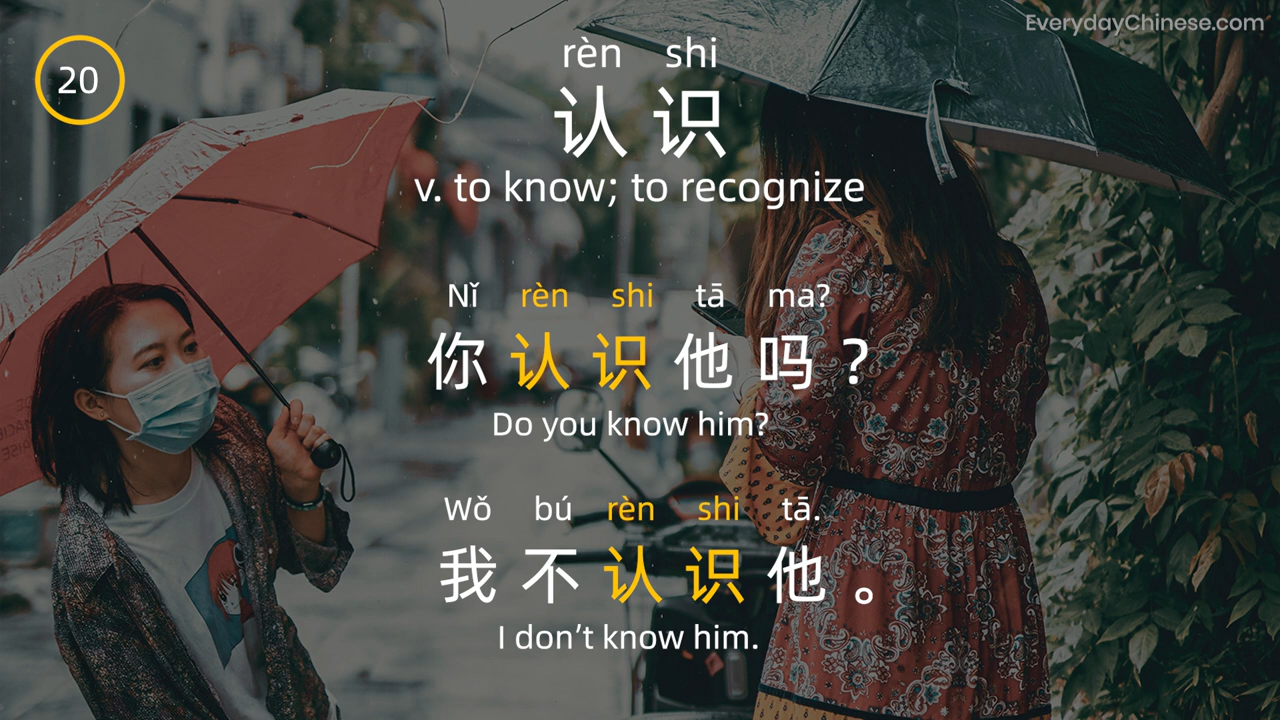 EverydayChinese.com
20
rèn shi
认识
v. to know; to recognize
Nǐ rèn shi tā ma?
你认识他吗？
Do you know him?
Wǒ bú rèn shi tā.
我不认识他。
I don't know him.